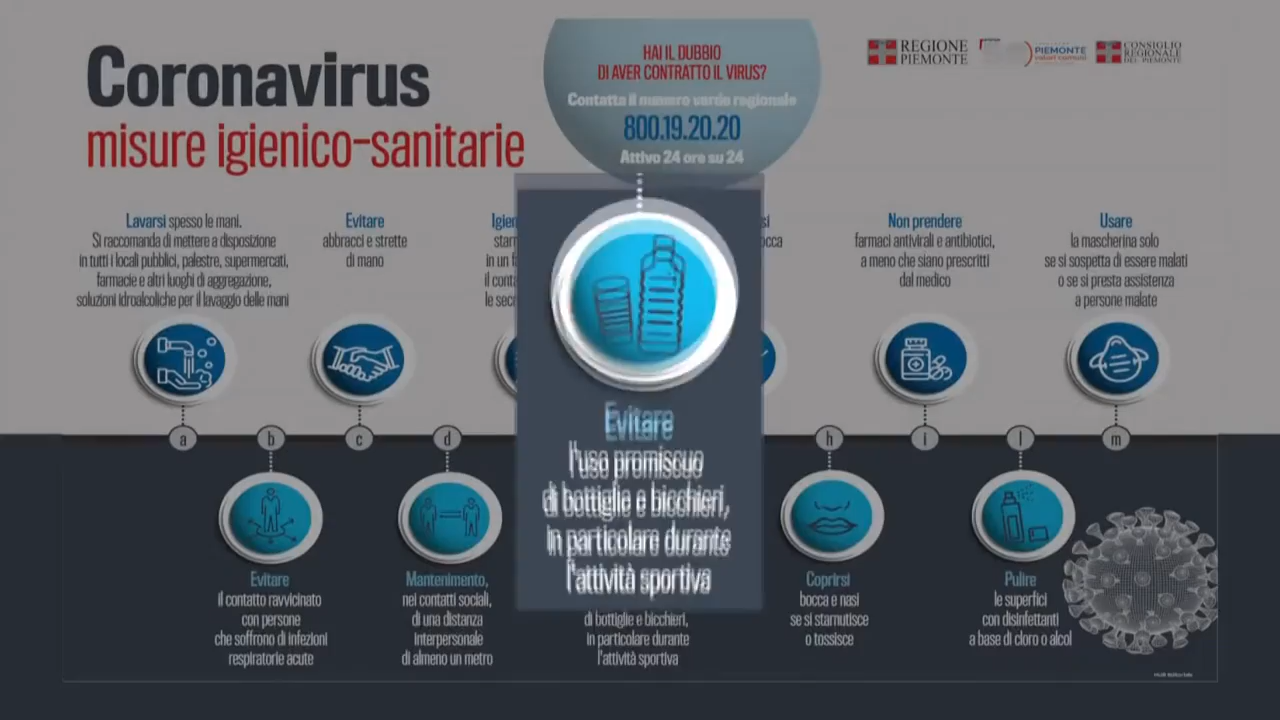 Coronavirus
misure igienico-sanitarie
HAI IL DUBBIO
DI AVER CONTRATTO IL VIRUS?
Contatta il numero verde regionale
800.19.20.20
Attivo 24 ore su 24
REGIONE
PIEMONTE
PIEMONTE
CONSIGLIO
REGIONALE
DEL PIEMONTE
Lavarsi spesso le mani.
Si raccomanda di mettere a disposizione
in tutti i locali pubblici, palestre, supermercati,
farmacie e altri luoghi di aggregazione,
soluzioni idroalcoliche per il lavaggio delle mani
Evitare
abbracci e strette
di mano
Non prendere
farmaci antivirali e antibiotici,
a meno che siano prescritti
dal medico
Usare
la mascherina solo
se si sospetta di essere malati
o se si presta assistenza
a persone malate
a
b
c
d
h
i
l
m
Evitare
l'uso promiscuo
di bottiglie e bicchieri,
in particolare durante
l'attività sportiva
Evitare
il contatto ravvicinato
con persone
che soffrono di infezioni
respiratorie acute
Mantenimento,
nei contatti sociali,
di una distanza
interpersonale
di almeno un metro
di bottiglie e bicchieri,
in particolare durante
l'attività sportiva
Coprirsi
bocca e nasi
se si starnutisce
o tossisce
Pulire
le superfici
con disinfettanti
a base di cloro o alcol